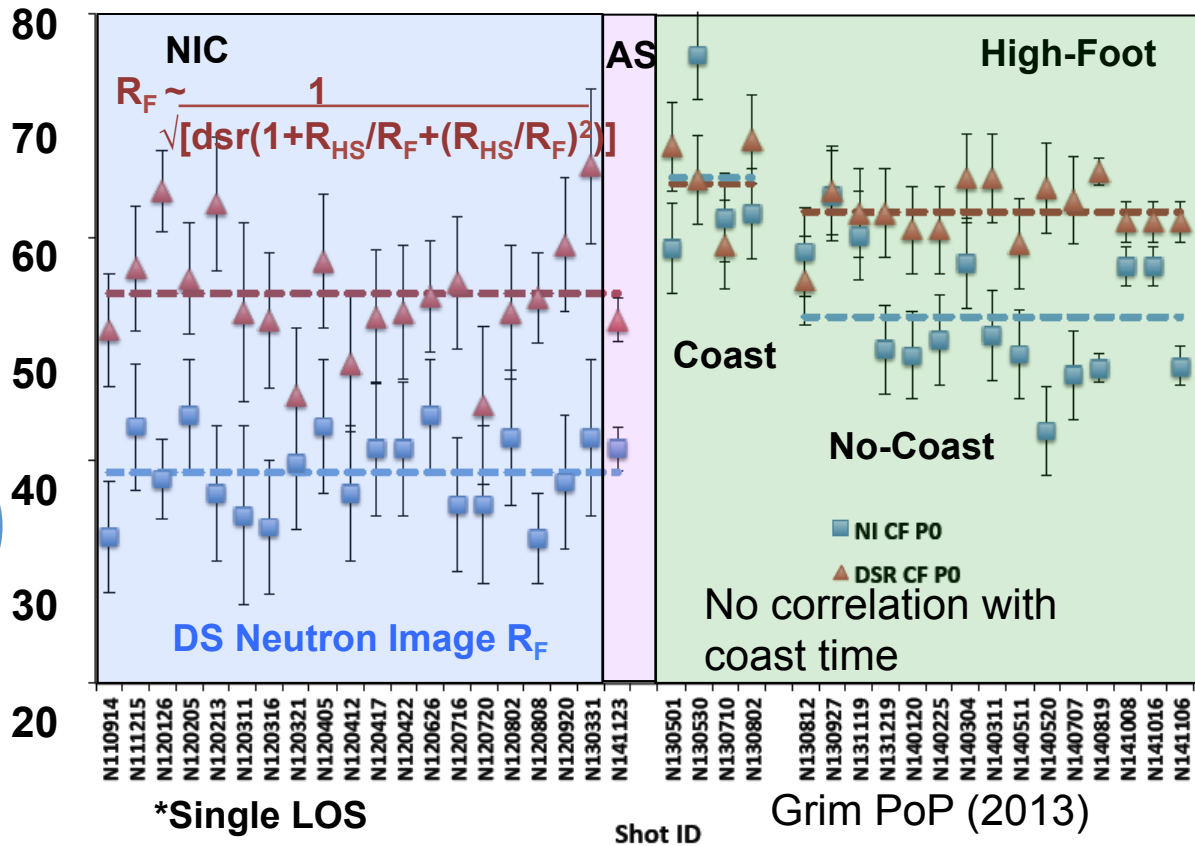 80
70
60
50
40
30
20
NIC
R_F ~ 1
√[dsr(1+R_HS/R_F+(R_HS/R_F)²)]
AS
High-Foot
Coast
No-Coast
NI CF P0
DSR CF P0
DS Neutron Image R_F
No correlation with
coast time
N110914
N111215
N120126
N120205
N120213
N120311
N120316
N120321
N120405
N120412
N120417
N120422
N120626
N120716
N120720
N120802
N120808
N120920
N130331
N141123
N130501
N130530
N130710
N130802
N130812
N130927
N131119
N131219
N140120
N140225
N140304
N140311
N140511
N140520
N140707
N140819
N141008
N141016
N141106
*Single LOS
Shot ID
Grim PoP (2013)